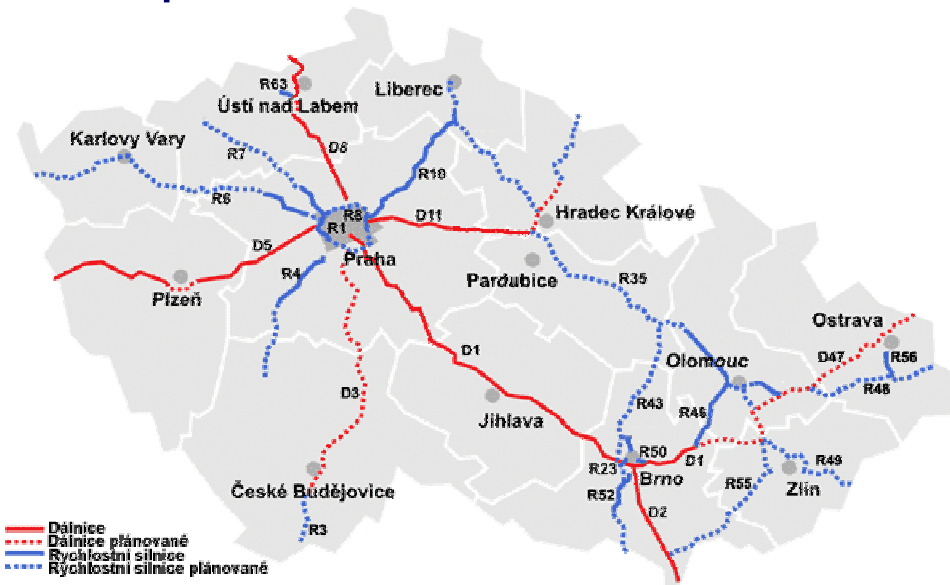 R63
Liberec
Ústí nad Labem
Karlovy Vary
D8
R7
R10
R6
R8
D11
Hradec Králové
R1
D5
Praha
R4
Pardubice
R35
Plzeň
Ostrava
D1
D47
R56
Olomouc
R48
D3
R43
R46
Jihlava
R50
D1
R49
R23
Brno
R55
Zlín
České Budějovice
R52
D2
R3
Dálnice
Dálnice plánované
Rychlostní silnice
Rychlostní silnice plánované